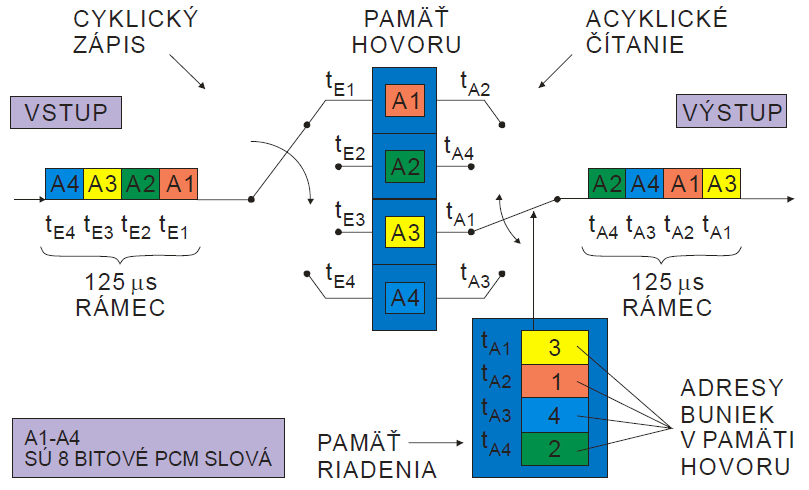 CYKLICKÝ
ZÁPIS
PAMÄŤ
HOVORU
ACYKLICKÉ
ČÍTANIE
VSTUP
VÝSTUP
tE1
A1
tA2
tE2
A2
tA4
tE3
A3
tA1
tE4
A4
tA3
A4 A3 A2 A1
tE4 tE3 tE2 tE1
125 µs
RÁMEC
A2 A4 A1 A3
tA4 tA3 tA2 tA1
125 µs
RÁMEC
tA1 3
tA2 1
tA3 4
tA4 2
PAMÄŤ
RIADENIA
ADRESY
BUNIEK
V PAMÄTI
HOVORU
A1-A4
SÚ 8 BITOVÉ PCM SLOVÁ